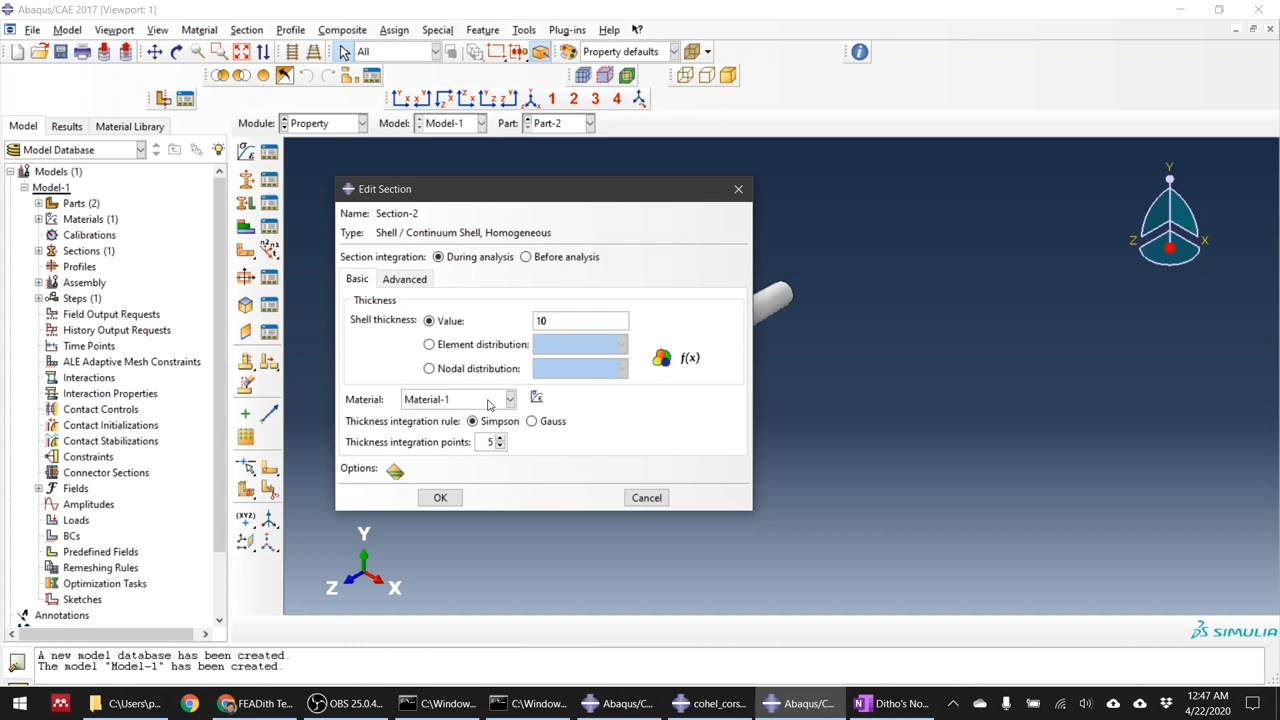 Abaqus/CAE 2017 [Viewport: 1]
File Model Viewport View Material Section Profile Composite Assign Special Feature Tools Plug-ins Help
All
Property defaults
1 2 3 4
Model Results Material Library
Module: Property Model: Model-1 Part: Part-2
Model Database
Models (1)
Model-1
Parts (2)
Materials (1)
Calibrations
Sections (1)
Profiles
Assembly
Steps (1)
Field Output Requests
History Output Requests
Time Points
ALE Adaptive Mesh Constraints
Interactions
Interaction Properties
Contact Controls
Contact Initializations
Contact Stabilizations
Constraints
Connector Sections
Fields
Amplitudes
Loads
BCs
Predefined Fields
Remeshing Rules
Optimization Tasks
Sketches
Annotations
Edit Section
Name: Section-2
Type: Shell / Continuum Shell, Homogeneous
Section integration: During analysis Before analysis
Basic Advanced
Thickness
Shell thickness: Value: 10
Element distribution:
Nodal distribution:
f(x)
Material: Material-1
Thickness integration rule: Simpson Gauss
Thickness integration points: 5
Options:
OK Cancel
Y
Z X
Y
Z X
SIMULIA
A new model database has been created.
The model "Model-1" has been created.
C:\Users\p... FEADith Te... OBS 25.0.4... C:\Window... C:\Window... Abaqus/C... cohel_cors... Abaqus/C... Ditho's No...
12:47 AM
4/22/2020